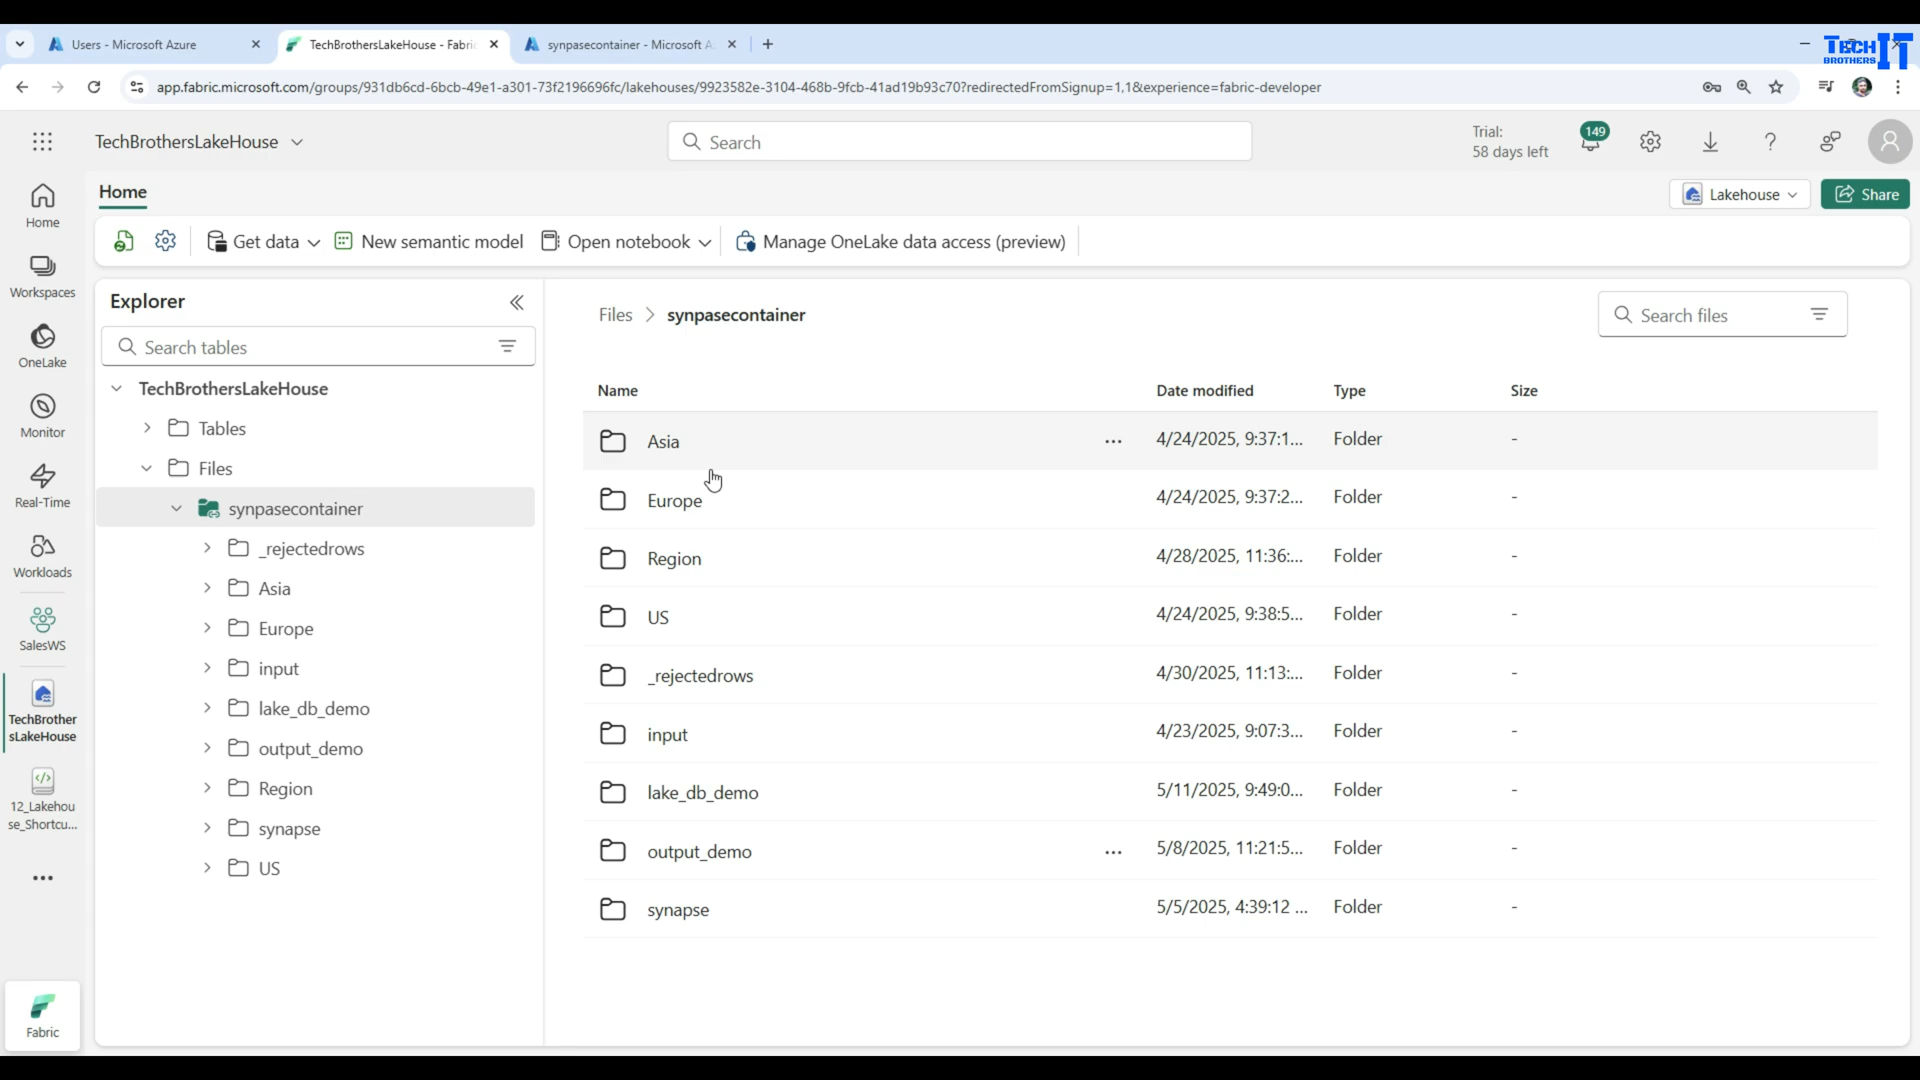 Users - Microsoft Azure
TechBrothersLakeHouse - Fabri
synpasecontainer - Microsoft A
TECH IT
BROTHERS
app.fabric.microsoft.com/groups/931db6cd-6bcb-49e1-a301-73f2196696fc/lakehouses/9923582e-3104-468b-9fcb-41ad19b93c70?redirectedFromSignup=1,1&experience=fabric-developer
TechBrothersLakeHouse
Search
Trial:
58 days left
149
Home
Lakehouse
Share
Get data
New semantic model
Open notebook
Manage OneLake data access (preview)
Home
Workspaces
OneLake
Monitor
Real-Time
Workloads
SalesWS
TechBrother
sLakeHouse
12_Lakehou
se_Shortcu...
Fabric
Explorer
Search tables
TechBrothersLakeHouse
Tables
Files
synpasecontainer
_rejectedrows
Asia
Europe
input
lake_db_demo
output_demo
Region
synapse
US
Files > synpasecontainer
Search files
Name Date modified Type Size
Asia ... 4/24/2025, 9:37:1... Folder -
Europe 4/24/2025, 9:37:2... Folder -
Region 4/28/2025, 11:36:... Folder -
US 4/24/2025, 9:38:5... Folder -
_rejectedrows 4/30/2025, 11:13:... Folder -
input 4/23/2025, 9:07:3... Folder -
lake_db_demo 5/11/2025, 9:49:0... Folder -
output_demo ... 5/8/2025, 11:21:5... Folder -
synapse 5/5/2025, 4:39:12 ... Folder -